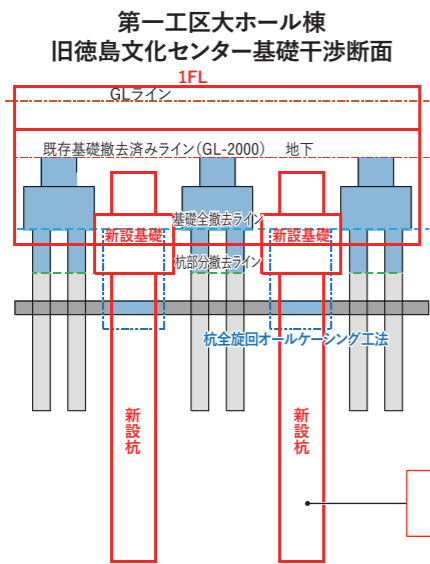 第一工区大ホール棟
旧徳島文化センター基礎干渉断面
1FL
GLライン
既存基礎撤去済みライン（GL-2000） 地下
基礎全撤去ライン
新設基礎
新設基礎
杭部分撤去ライン
杭全旋回オールケーシング工法
新設杭
新設杭